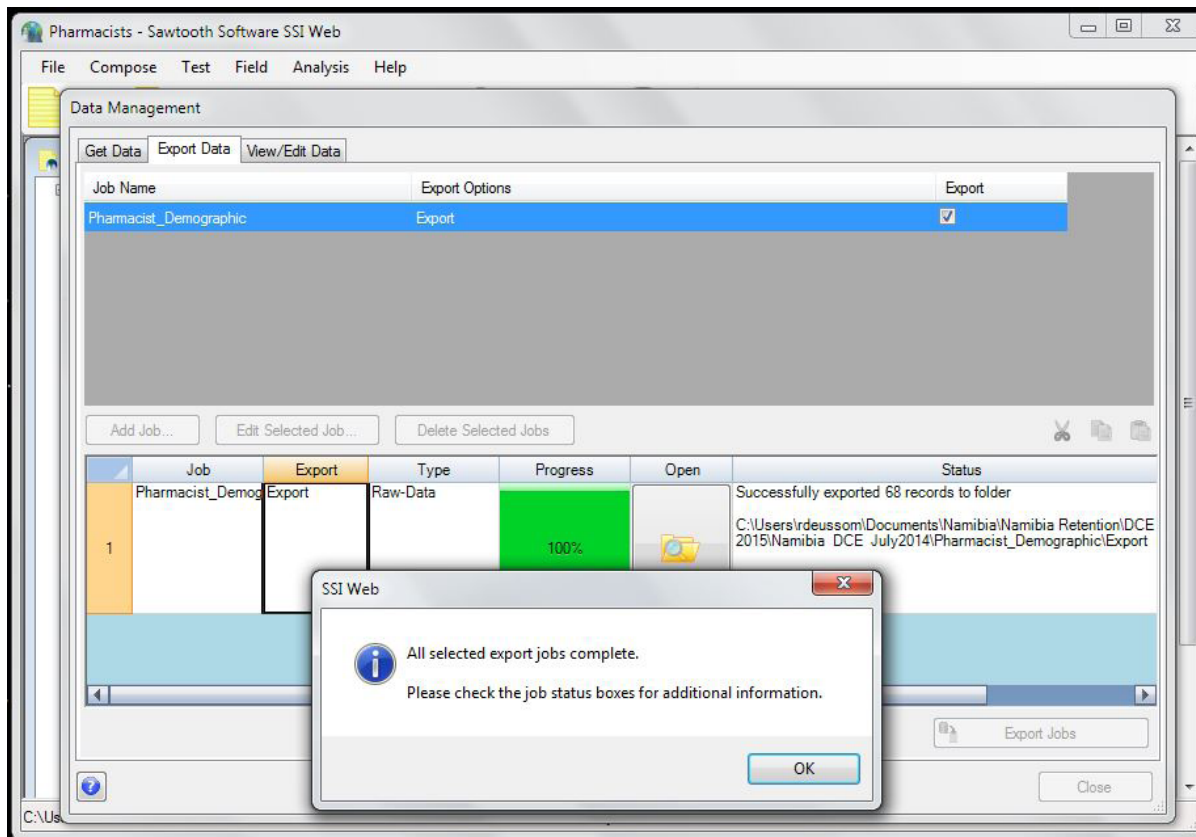 Pharmacists - Sawtooth Software SSI Web
File Compose Test Field Analysis Help
Data Management
Get Data Export Data View/Edit Data
Job Name Export Options Export
Pharmacist_Demographic Export
Add Job... Edit Selected Job... Delete Selected Jobs
Job Export Type Progress Open Status
Pharmacist_Demog Export Raw-Data Successfully exported 68 records to folder
C:\Users\rdeussom\Documents\Namibia\Namibia Retention\DCE
1 100% 2015\Namibia DCE July2014\Pharmacist_Demographic\Export
SSI Web
All selected export jobs complete.
Please check the job status boxes for additional information.
Export Jobs
OK
Close
C:\Us